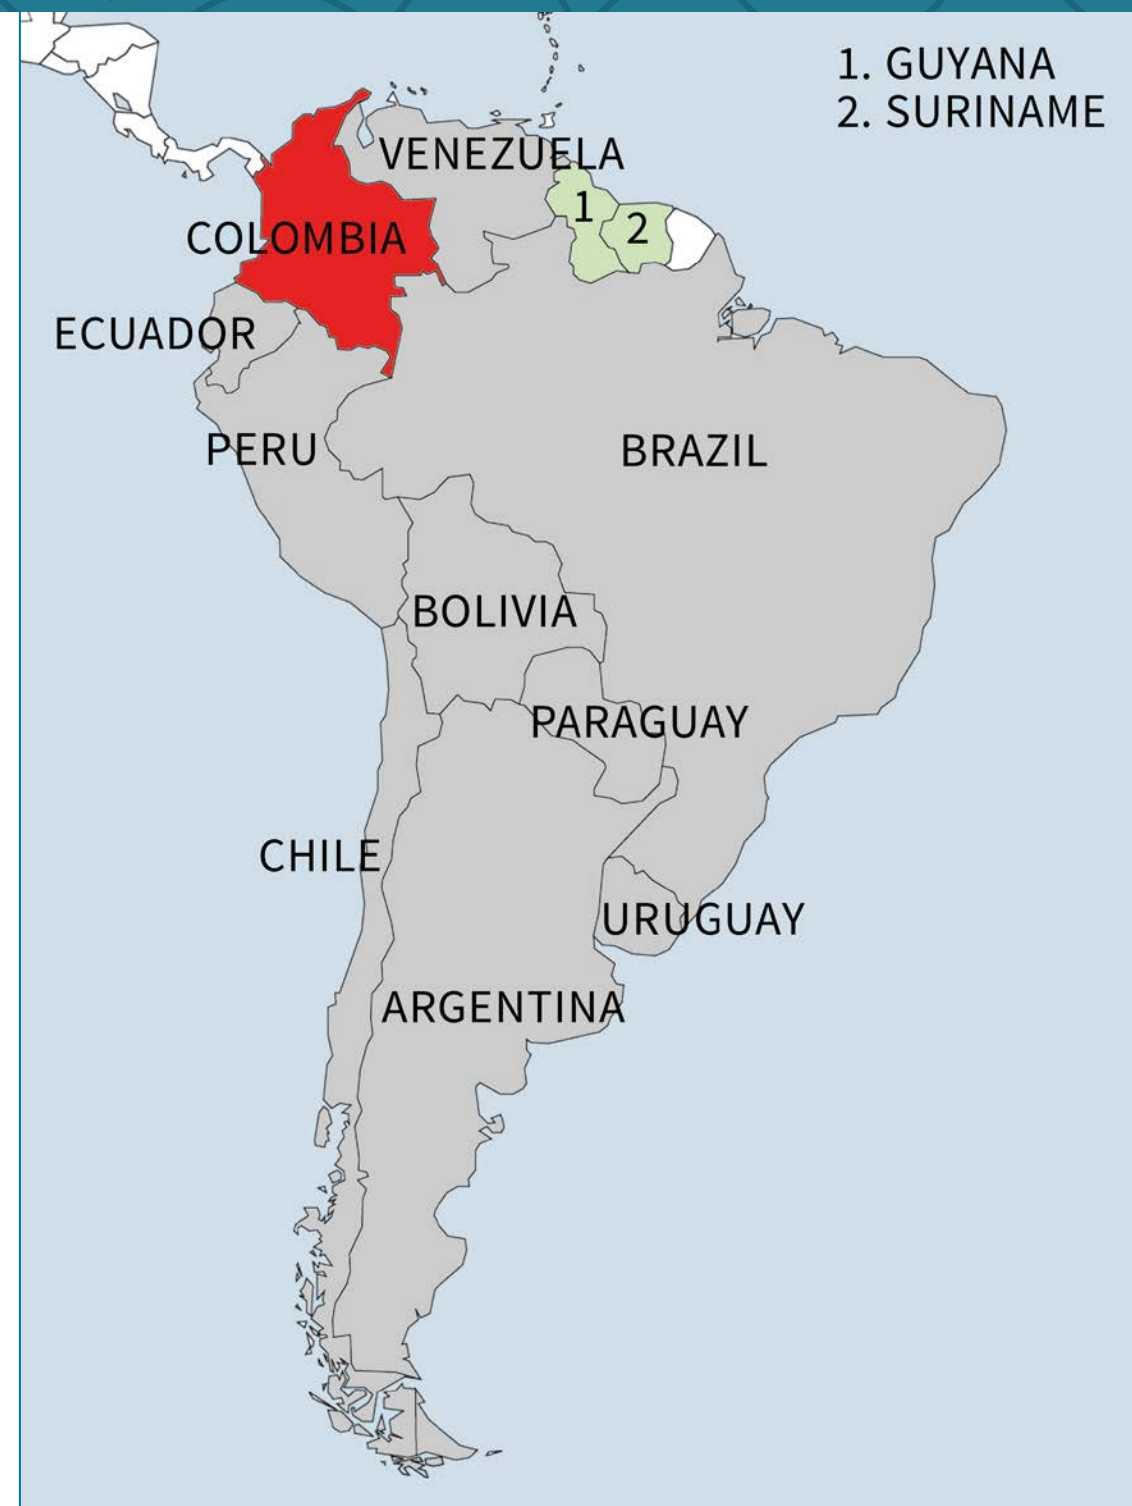 1. GUYANA
2. SURINAME
VENEZUELA
1
2
COLOMBIA
ECUADOR
PERU
BRAZIL
BOLIVIA
PARAGUAY
CHILE
URUGUAY
ARGENTINA